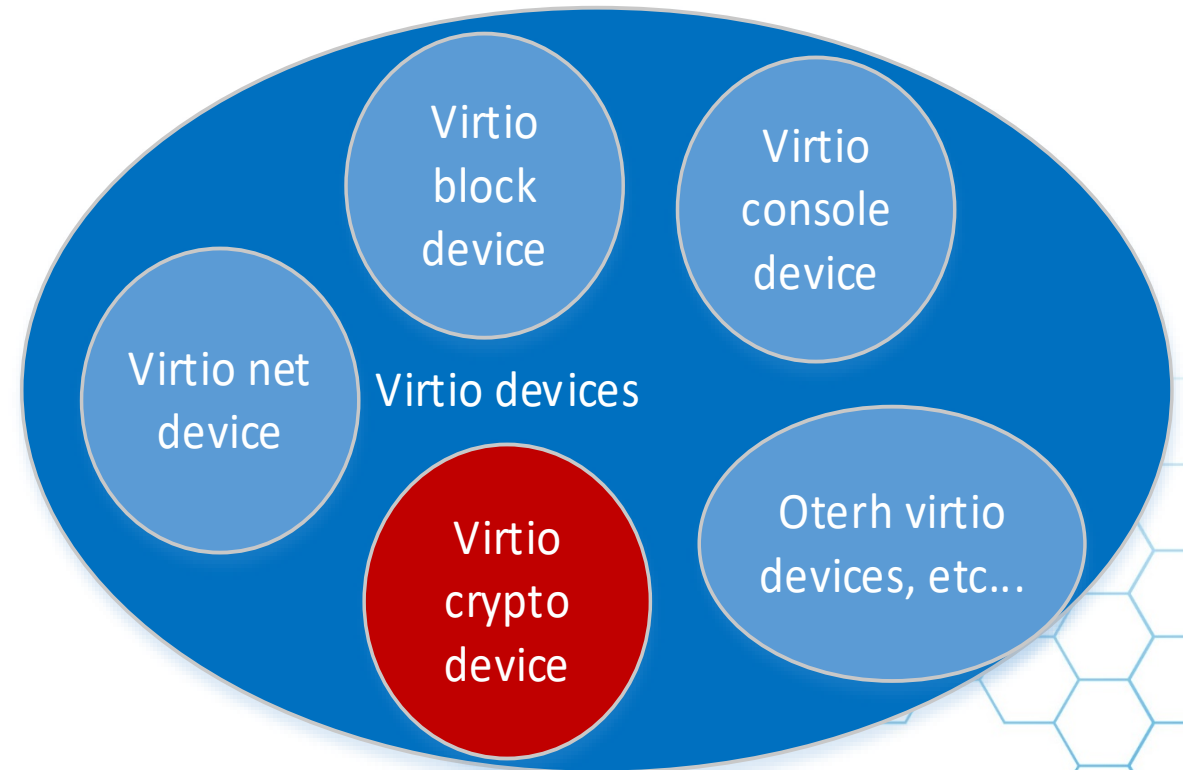 Virtio
block
device
Virtio
console
device
Virtio net
device
Virtio devices
Virtio
crypto
device
Oterh virtio
devices, etc...